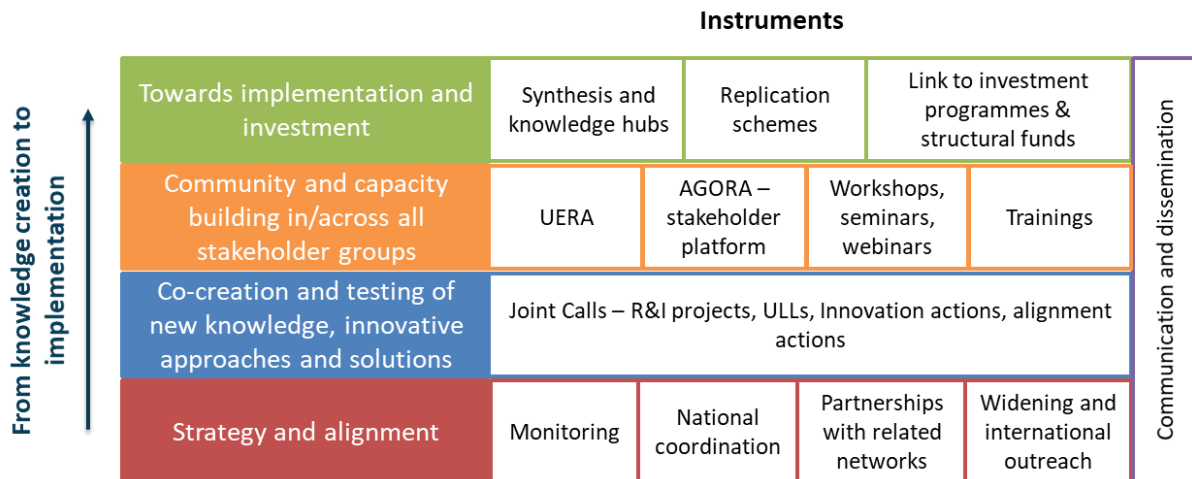 Instruments
From knowledge creation to
implementation
Towards implementation and
investment
Synthesis and
knowledge hubs
Replication
schemes
Link to investment
programmes &
structural funds
Community and capacity
building in/across all
stakeholder groups
UERA
AGORA –
stakeholder
platform
Workshops,
seminars,
webinars
Trainings
Co-creation and testing of
new knowledge, innovative
approaches and solutions
Joint Calls – R&I projects, ULLs, Innovation actions, alignment
actions
Strategy and alignment
Monitoring
National
coordination
Partnerships
with related
networks
Widening and
international
outreach
Communication and dissemination